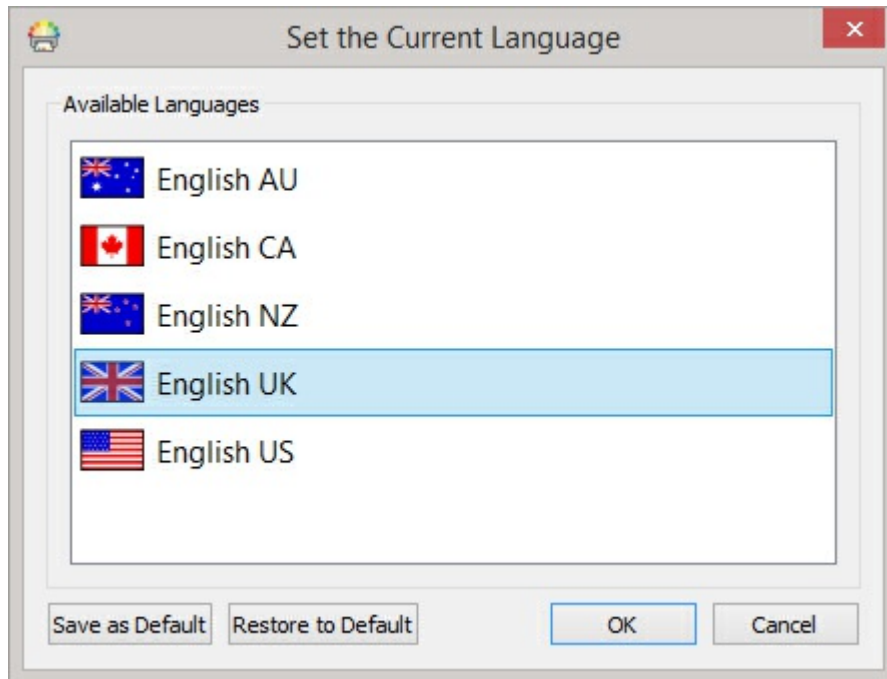 Set the Current Language
Available Languages
English AU
English CA
English NZ
English UK
English US
Save as Default Restore to Default OK Cancel